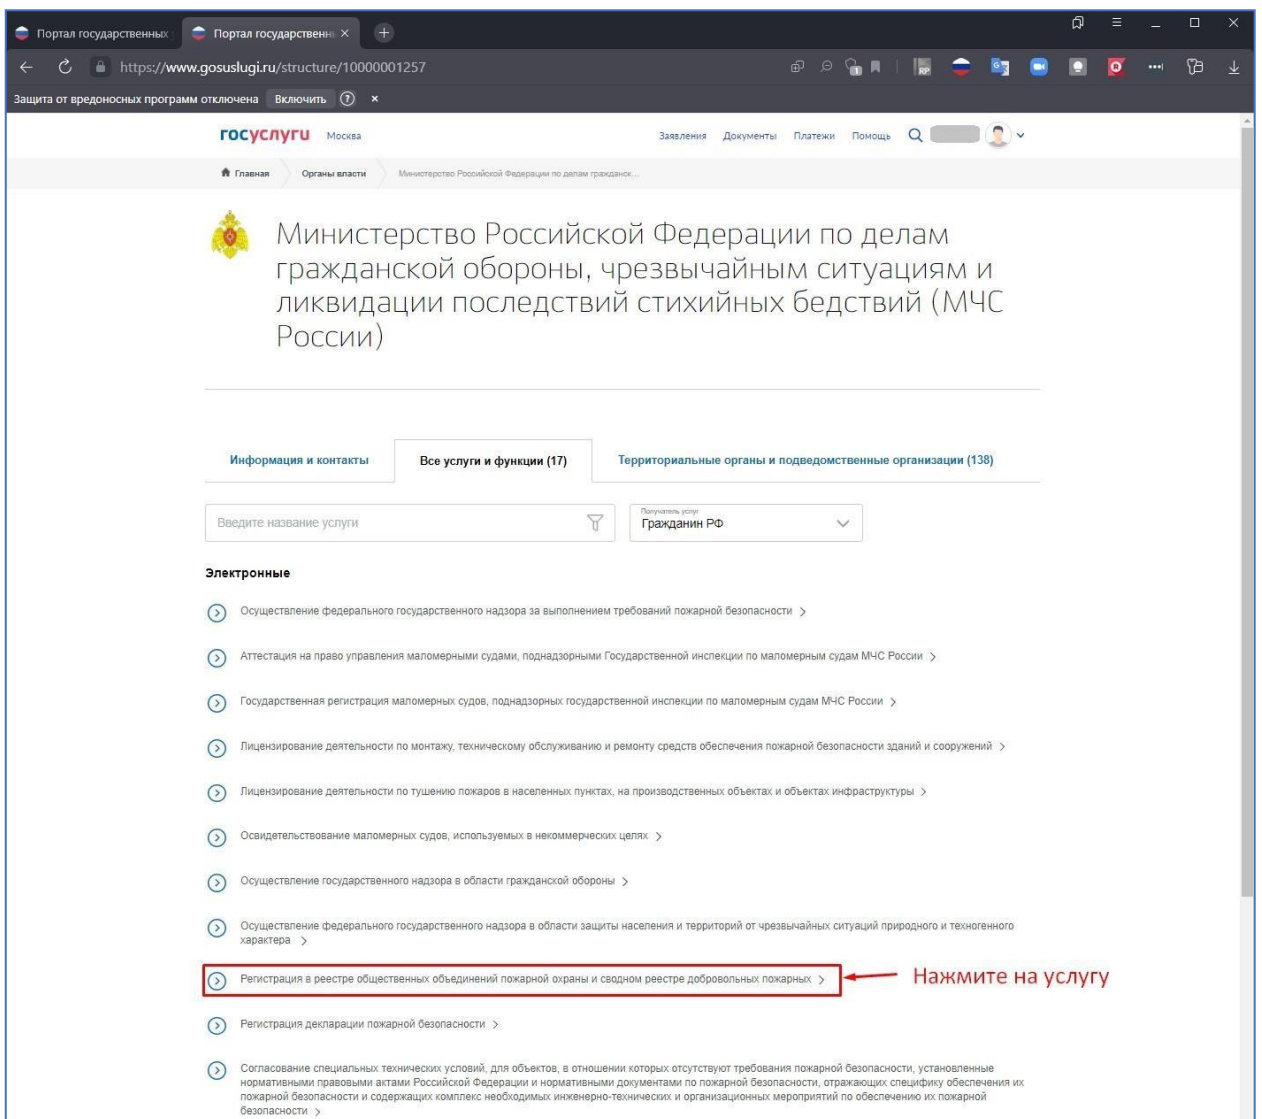 Портал государственных
Портал государственн
https://www.gosuslugi.ru/structure/10000001257
Защита от вредоносных программ отключена Включить ? ×
госуслуги Москва Заявления Документы Платежи Помощь
Главная Органы власти Министерство Российской Федерации по делам гражданск...
Министерство Российской Федерации по делам
гражданской обороны, чрезвычайным ситуациям и
ликвидации последствий стихийных бедствий (МЧС
России)
Информация и контакты Все услуги и функции (17) Территориальные органы и подведомственные организации (138)
Введите название услуги
Получатель услуг
Гражданин РФ
Электронные
Осуществление федерального государственного надзора за выполнением требований пожарной безопасности
Аттестация на право управления маломерными судами, поднадзорными Государственной инспекции по маломерным судам МЧС России
Государственная регистрация маломерных судов, поднадзорных государственной инспекции по маломерным судам МЧС России
Лицензирование деятельности по монтажу, техническому обслуживанию и ремонту средств обеспечения пожарной безопасности зданий и сооружений
Лицензирование деятельности по тушению пожаров в населенных пунктах, на производственных объектах и объектах инфраструктуры
Освидетельствование маломерных судов, используемых в некоммерческих целях
Осуществление государственного надзора в области гражданской обороны
Осуществление федерального государственного надзора в области защиты населения и территорий от чрезвычайных ситуаций природного и техногенного
характера
Регистрация в реестре общественных объединений пожарной охраны и сводном реестре добровольных пожарных
Нажмите на услугу
Регистрация декларации пожарной безопасности
Согласование специальных технических условий, для объектов, в отношении которых отсутствуют требования пожарной безопасности, установленные
нормативными правовыми актами Российской Федерации и нормативными документами по пожарной безопасности, отражающих специфику обеспечения их
пожарной безопасности и содержащих комплекс необходимых инженерно-технических и организационных мероприятий по обеспечению их пожарной
безопасности